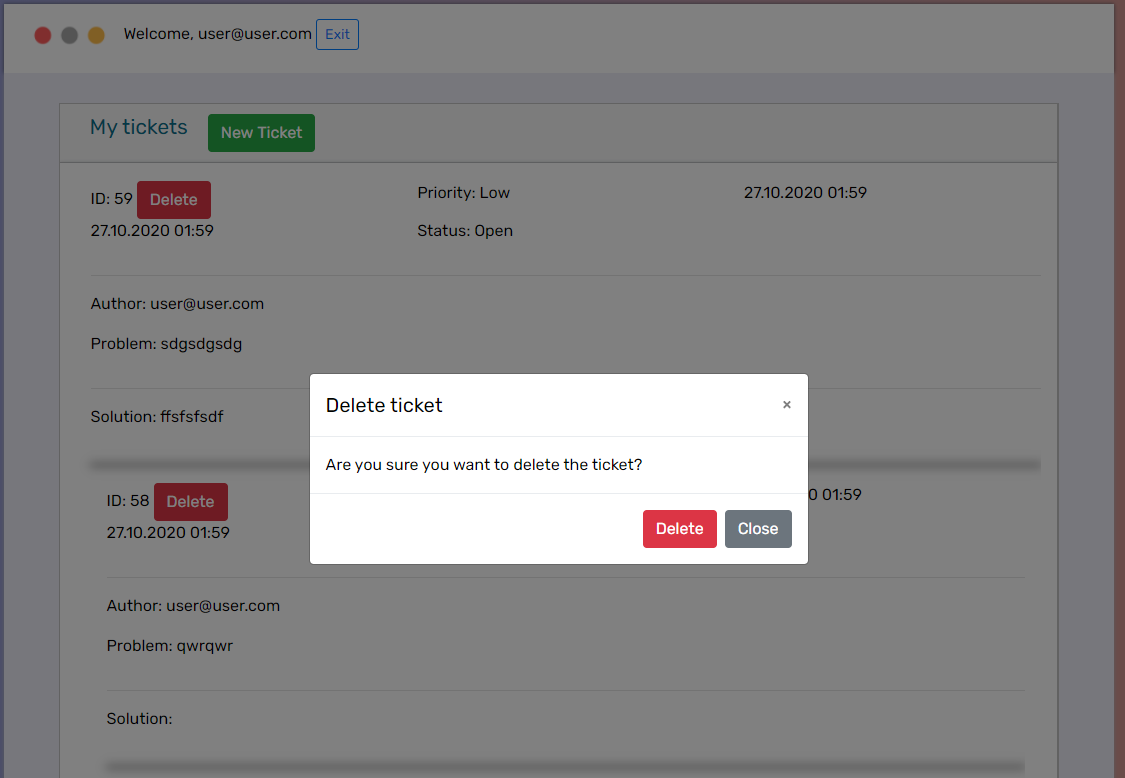 Welcome, user@user.com Exit
My tickets New Ticket
ID: 59 Delete Priority: Low 27.10.2020 01:59
27.10.2020 01:59 Status: Open
Author: user@user.com
Problem: sdgsdgsdg
Solution: ffsfsfsdf
Delete ticket ×
Are you sure you want to delete the ticket?
Delete Close
ID: 58 Delete 0 01:59
27.10.2020 01:59
Author: user@user.com
Problem: qwrqwr
Solution: